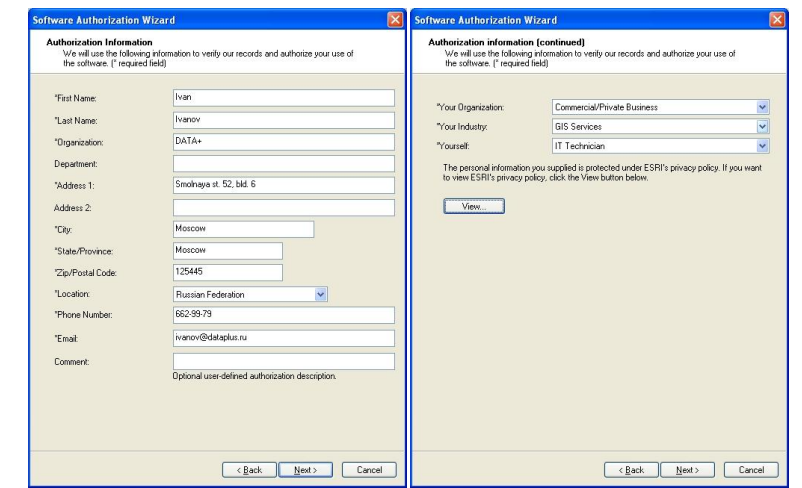 Software Authorization Wizard
Authorization Information
We will use the following information to verify our records and authorize your use of
the software. (* required field)
*First Name: Ivan
*Last Name: Ivanov
*Organization: DATA+
Department:
*Address 1: Smolnaya st. 52, bld. 6
Address 2:
*City: Moscow
*State/Province: Moscow
*Zip/Postal Code: 125445
*Location: Russian Federation
*Phone Number: 662-99-79
*Email: ivanov@dataplus.ru
Comment:
Optional user-defined authorization description.
< Back Next > Cancel
Software Authorization Wizard
Authorization information (continued)
We will use the following information to verify our records and authorize your use of
the software. (* required field)
*Your Organization: Commercial/Private Business
*Your Industry: GIS Services
*Yourself: IT Technician
The personal information you supplied is protected under ESRI's privacy policy. If you want
to view ESRI's privacy policy, click the View button below.
View...
< Back Next > Cancel